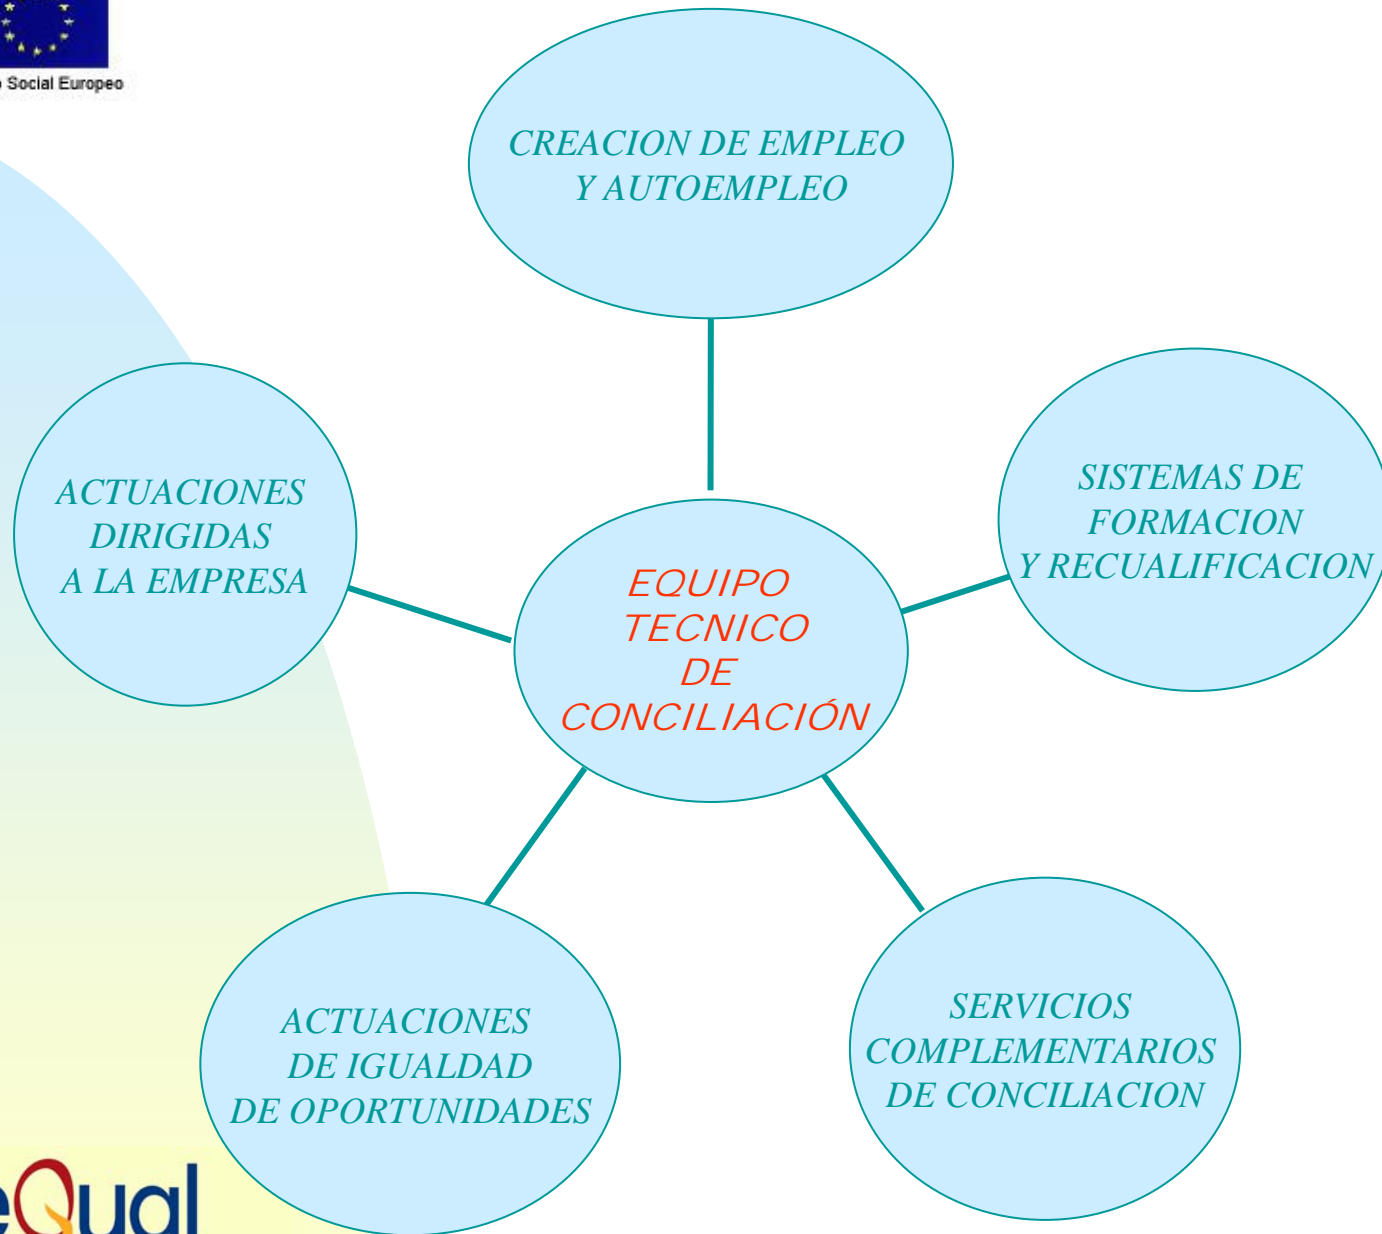 Social Europeo
CREACION DE EMPLEO
Y AUTOEMPLEO
ACTUACIONES
DIRIGIDAS
A LA EMPRESA
SISTEMAS DE
FORMACION
Y RECUALIFICACION
EQUIPO
TECNICO
DE
CONCILIACIÓN
ACTUACIONES
DE IGUALDAD
DE OPORTUNIDADES
SERVICIOS
COMPLEMENTARIOS
DE CONCILIACION
eQual